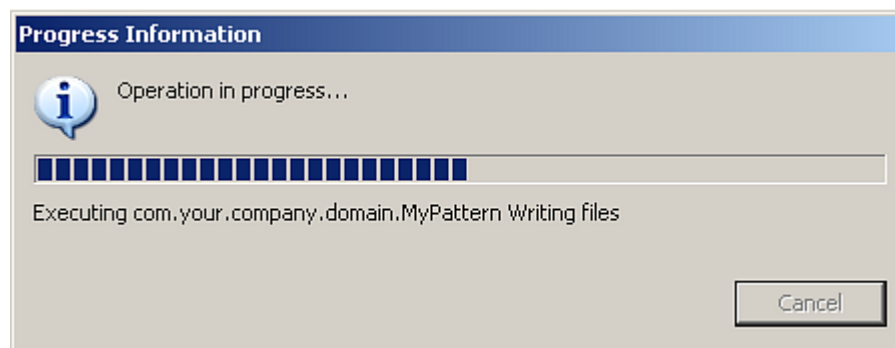 Progress Information
Operation in progress...
Executing com.your.company.domain.MyPattern Writing files
Cancel